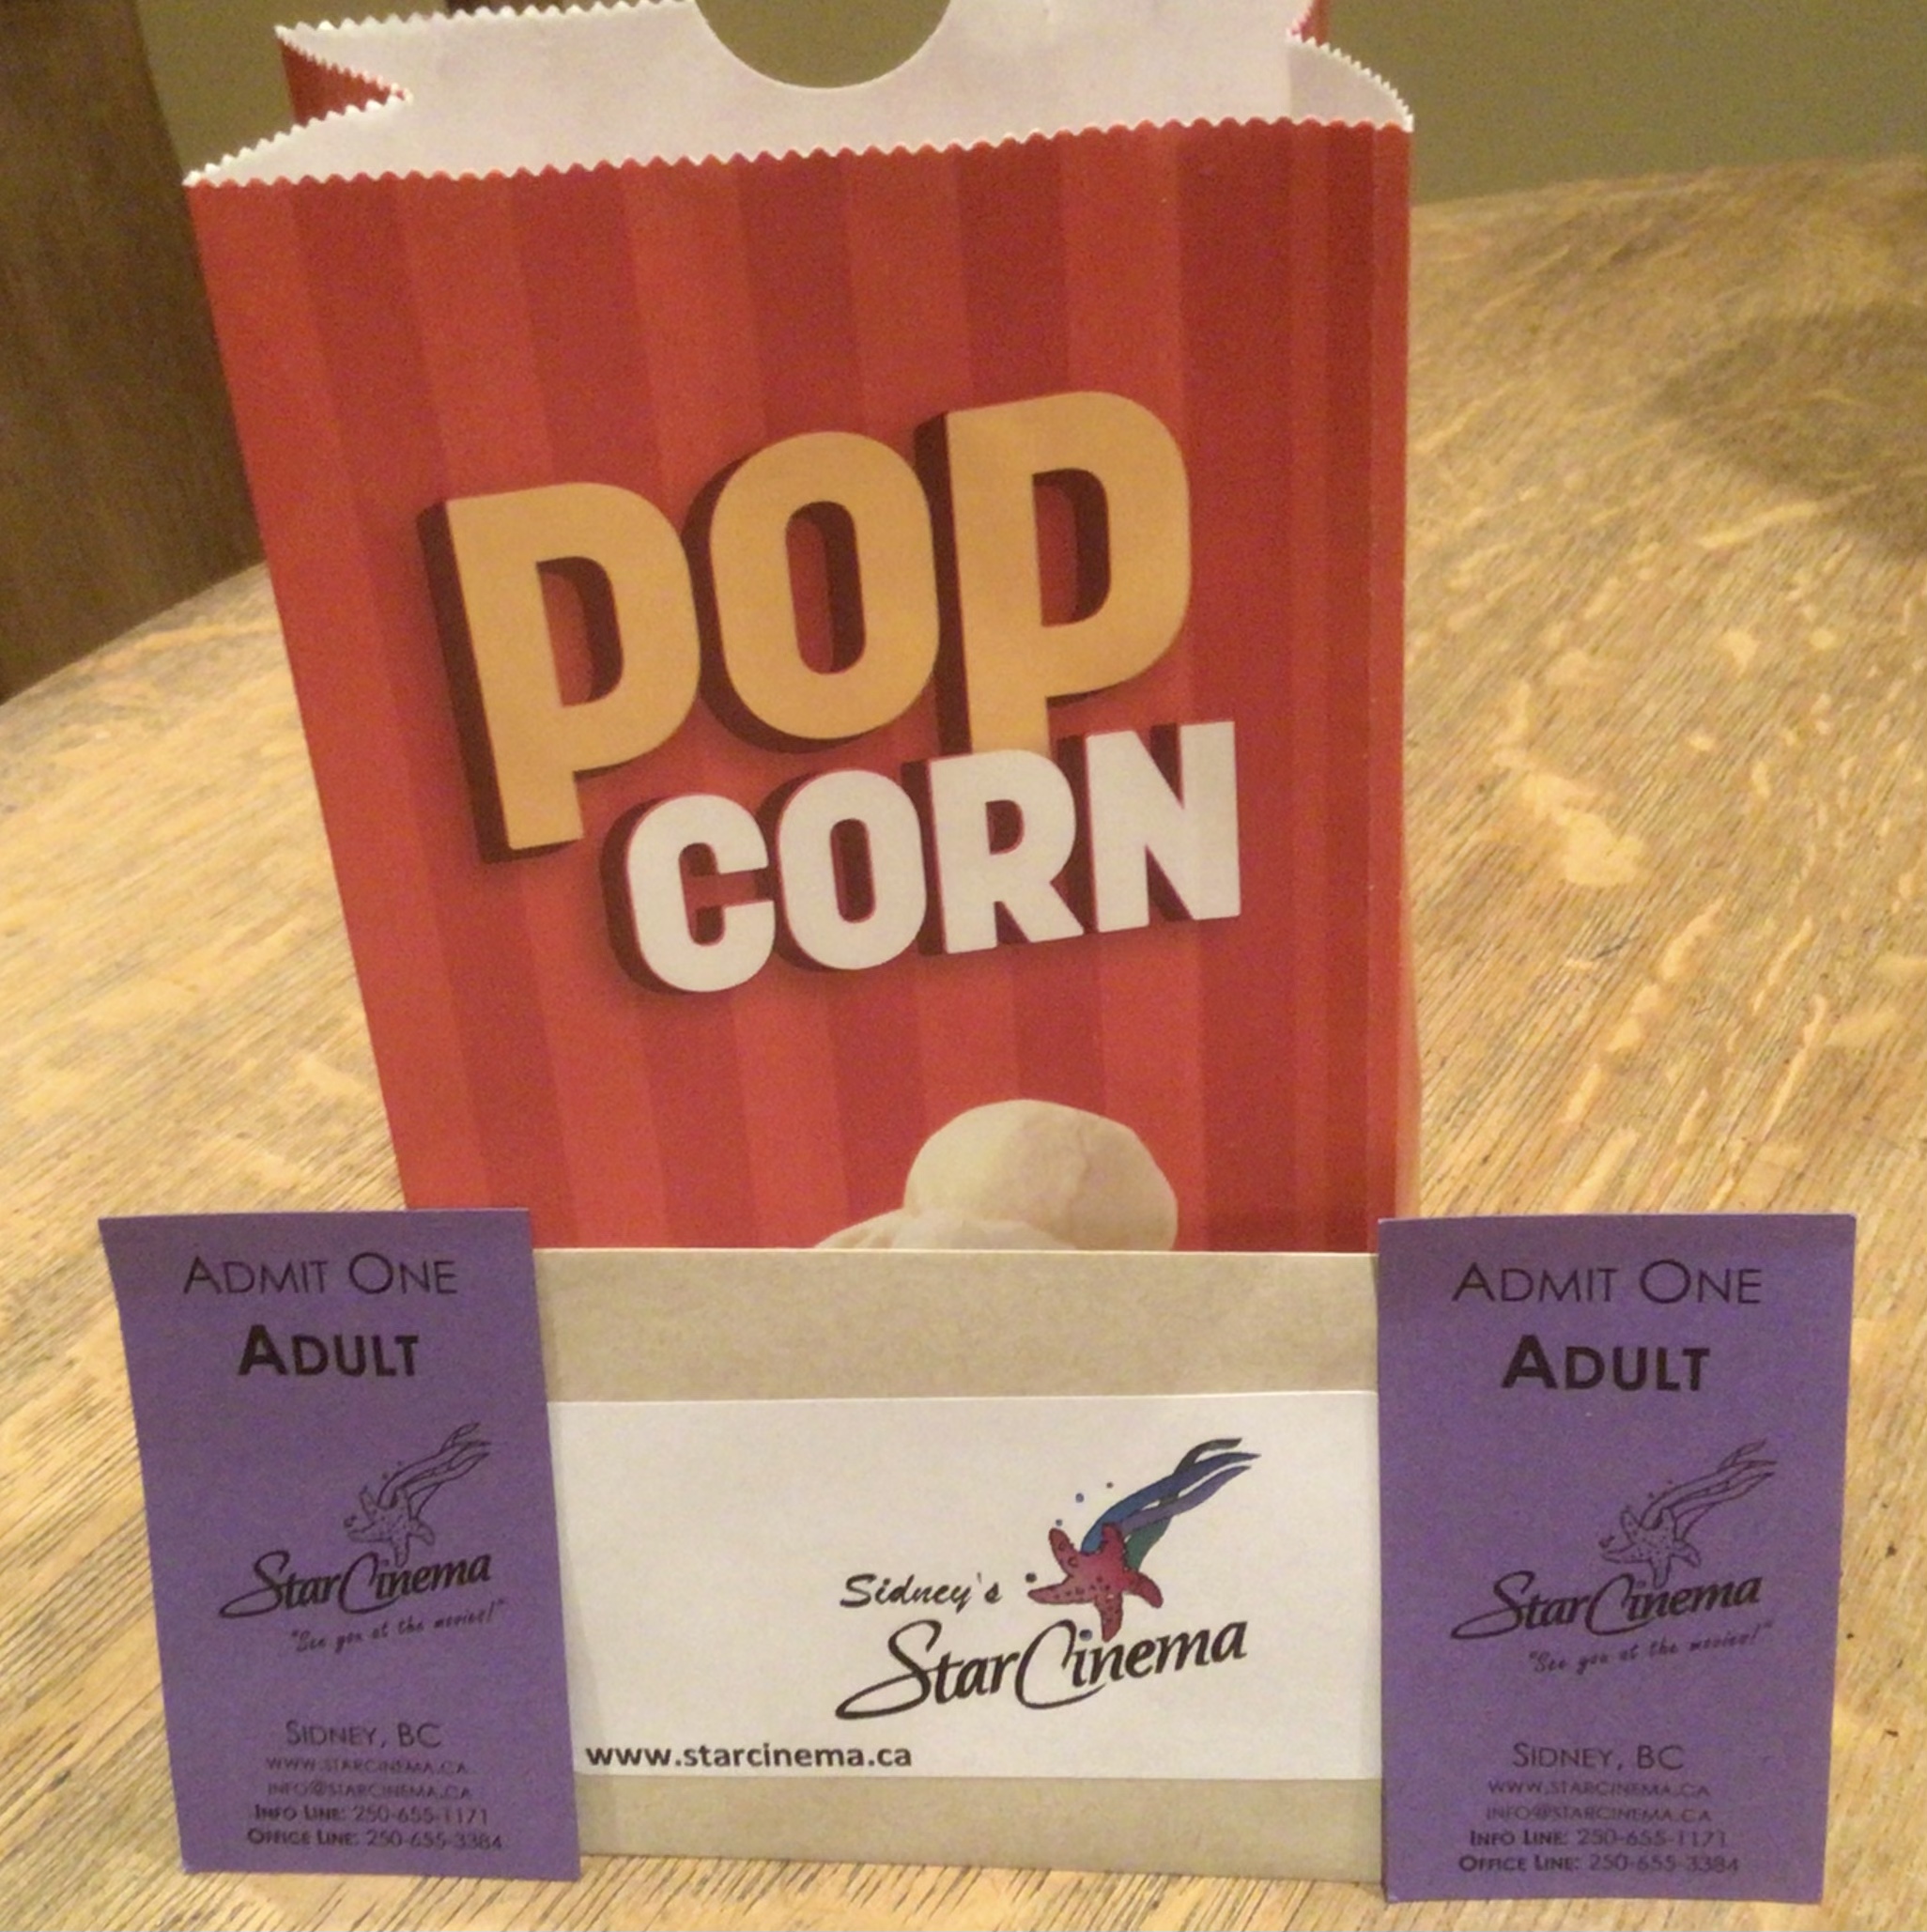 POP
CORN
ADMIT ONE
ADULT
StarCinema
"See you at the movies!"
SIDNEY, BC
WWW.STARCINEMA.CA
INFO@STARCINEMA.CA
INFO LINE: 250-655-1171
OFFICE LINE: 250-655-3384
Sidney's
StarCinema
www.starcinema.ca
ADMIT ONE
ADULT
StarCinema
"See you at the movies!"
SIDNEY, BC
WWW.STARCINEMA.CA
INFO@STARCINEMA.CA
INFO LINE: 250-655-1171
OFFICE LINE: 250-655-3384